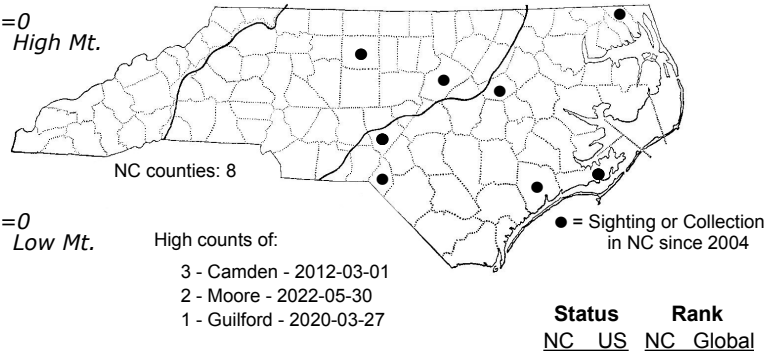 =0
High Mt.
NC counties: 8
=0
Low Mt.
High counts of:
3 - Camden - 2012-03-01
2 - Moore - 2022-05-30
1 - Guilford - 2020-03-27
● = Sighting or Collection
in NC since 2004
Status Rank
NC US NC Global